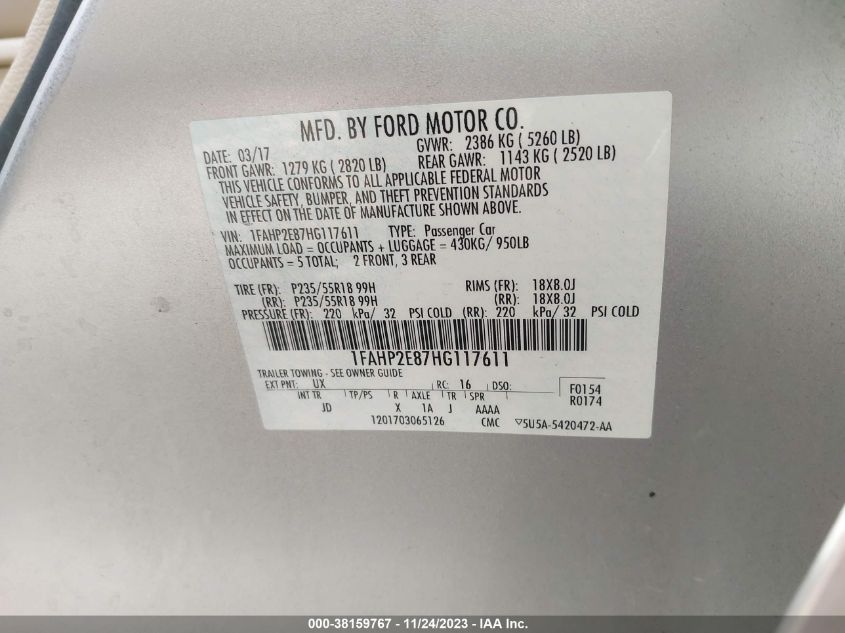 MFD. BY FORD MOTOR CO.
DATE: 03/17 GVWR: 2386 KG ( 5260 LB)
FRONT GAWR: 1279 KG ( 2820 LB) REAR GAWR: 1143 KG ( 2520 LB)
THIS VEHICLE CONFORMS TO ALL APPLICABLE FEDERAL MOTOR
VEHICLE SAFETY, BUMPER, AND THEFT PREVENTION STANDARDS
IN EFFECT ON THE DATE OF MANUFACTURE SHOWN ABOVE.
VIN: 1FAHP2E87HG117611 TYPE: Passenger Car
MAXIMUM LOAD = OCCUPANTS + LUGGAGE = 430KG/ 950LB
OCCUPANTS = 5 TOTAL; 2 FRONT, 3 REAR
TIRE (FR): P235/55R18 99H RIMS (FR): 18X8.0J
(RR): P235/55R18 99H (RR): 18X8.0J
PRESSURE (FR): 220 kPa/ 32 PSI COLD (RR): 220 kPa/ 32 PSI COLD
1FAHP2E87HG117611
TRAILER TOWING - SEE OWNER GUIDE
EXT PNT: UX RC: 16 DSO: F0154
INT TR TP/PS R AXLE TR SPR R0174
JD X 1A J AAAA
1201703065126 CMC ▽5U5A-5420472-AA
000-38159767 - 11/24/2023 - IAA Inc.